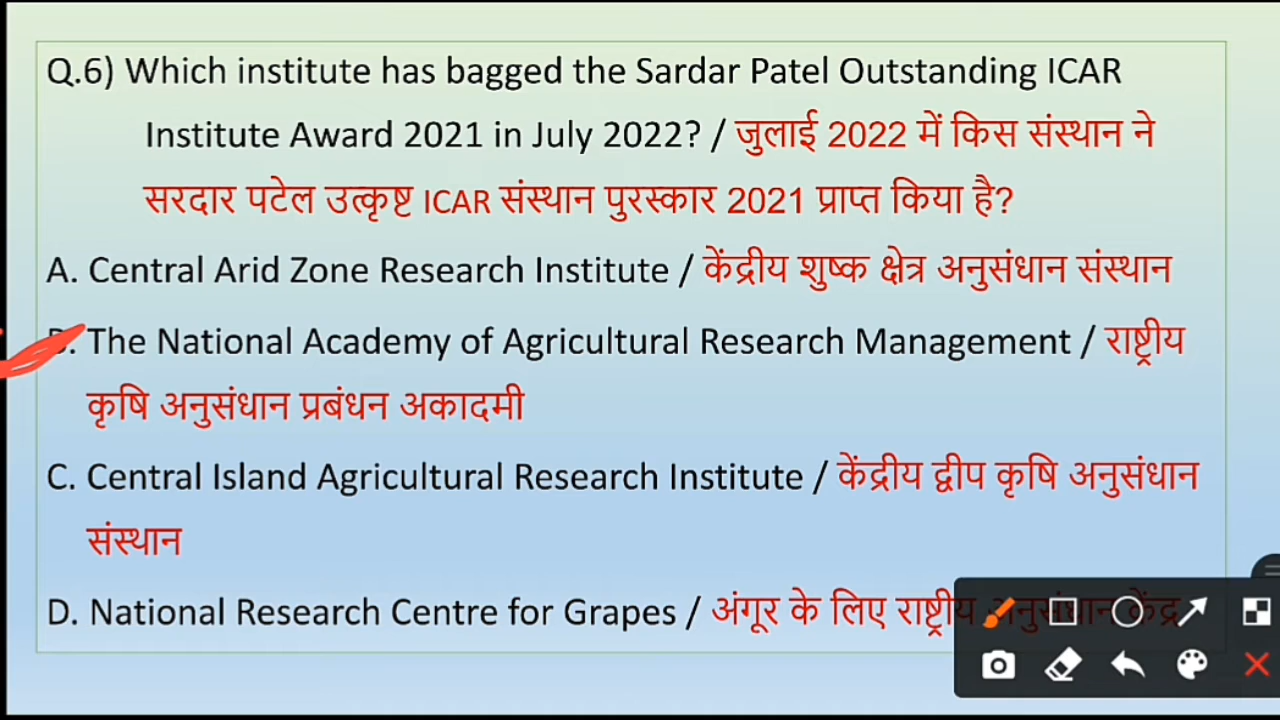 Q.6) Which institute has bagged the Sardar Patel Outstanding ICAR
Institute Award 2021 in July 2022? / जुलाई 2022 में किस संस्थान ने
सरदार पटेल उत्कृष्ट ICAR संस्थान पुरस्कार 2021 प्राप्त किया है?
A. Central Arid Zone Research Institute / केंद्रीय शुष्क क्षेत्र अनुसंधान संस्थान
B. The National Academy of Agricultural Research Management / राष्ट्रीय
कृषि अनुसंधान प्रबंधन अकादमी
C. Central Island Agricultural Research Institute / केंद्रीय द्वीप कृषि अनुसंधान
संस्थान
D. National Research Centre for Grapes / अंगूर के लिए राष्ट्रीय अनुसंधान केंद्र